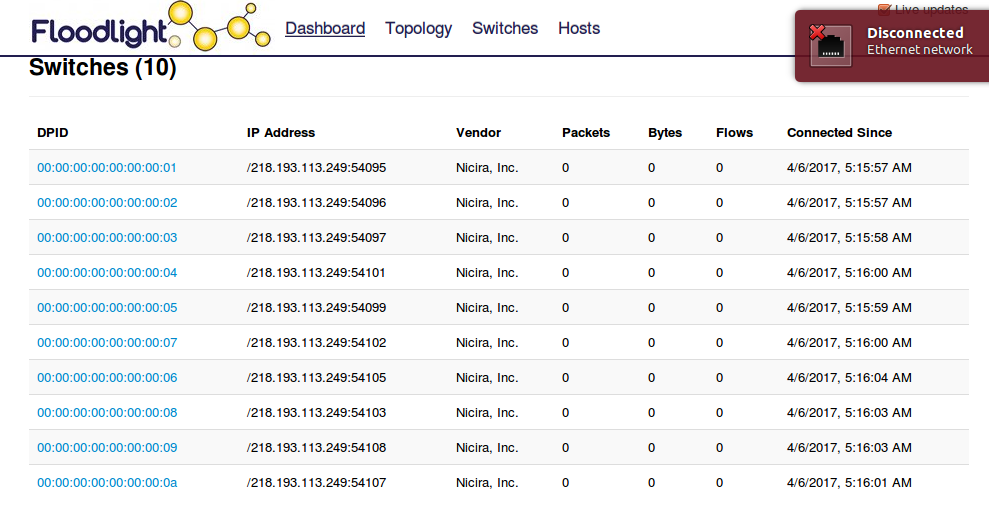 Live updates
Floodlight Dashboard Topology Switches Hosts
Disconnected
Ethernet network
Switches (10)
DPID IP Address Vendor Packets Bytes Flows Connected Since
00:00:00:00:00:00:00:01 /218.193.113.249:54095 Nicira, Inc. 0 0 0 4/6/2017, 5:15:57 AM
00:00:00:00:00:00:00:02 /218.193.113.249:54096 Nicira, Inc. 0 0 0 4/6/2017, 5:15:57 AM
00:00:00:00:00:00:00:03 /218.193.113.249:54097 Nicira, Inc. 0 0 0 4/6/2017, 5:15:58 AM
00:00:00:00:00:00:00:04 /218.193.113.249:54101 Nicira, Inc. 0 0 0 4/6/2017, 5:16:00 AM
00:00:00:00:00:00:00:05 /218.193.113.249:54099 Nicira, Inc. 0 0 0 4/6/2017, 5:15:59 AM
00:00:00:00:00:00:00:07 /218.193.113.249:54102 Nicira, Inc. 0 0 0 4/6/2017, 5:16:00 AM
00:00:00:00:00:00:00:06 /218.193.113.249:54105 Nicira, Inc. 0 0 0 4/6/2017, 5:16:04 AM
00:00:00:00:00:00:00:08 /218.193.113.249:54103 Nicira, Inc. 0 0 0 4/6/2017, 5:16:03 AM
00:00:00:00:00:00:00:09 /218.193.113.249:54108 Nicira, Inc. 0 0 0 4/6/2017, 5:16:03 AM
00:00:00:00:00:00:00:0a /218.193.113.249:54107 Nicira, Inc. 0 0 0 4/6/2017, 5:16:01 AM